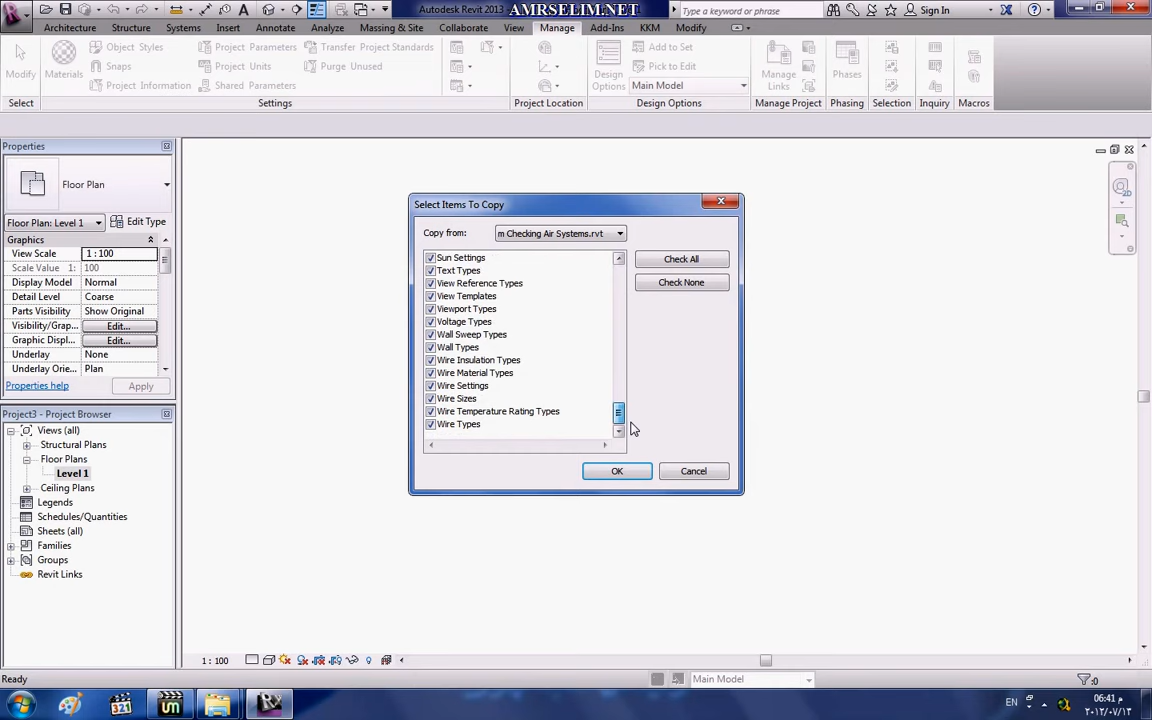 Autodesk Revit 2013
AMRSELIM.NET
Type a keyword or phrase
Sign In
Architecture Structure Systems Insert Annotate Analyze Massing & Site Collaborate View Manage Add-Ins KKM Modify
Modify
Materials
Object Styles
Snaps
Project Information
Project Parameters
Project Units
Shared Parameters
Transfer Project Standards
Purge Unused
Design Options
Add to Set
Pick to Edit
Main Model
Manage Links
Phases
Select
Settings
Project Location
Design Options
Manage Project
Phasing
Selection
Inquiry
Macros
Properties
Floor Plan
Floor Plan: Level 1
Edit Type
Graphics
View Scale 1 : 100
Scale Value 1: 100
Display Model Normal
Detail Level Coarse
Parts Visibility Show Original
Visibility/Grap... Edit...
Graphic Displ... Edit...
Underlay None
Underlay Orie... Plan
Properties help
Apply
Project3 - Project Browser
Views (all)
Structural Plans
Floor Plans
Level 1
Ceiling Plans
Legends
Schedules/Quantities
Sheets (all)
Families
Groups
Revit Links
Select Items To Copy
Copy from:
m Checking Air Systems.rvt
Sun Settings
Text Types
View Reference Types
View Templates
Viewport Types
Voltage Types
Wall Sweep Types
Wall Types
Wire Insulation Types
Wire Material Types
Wire Settings
Wire Sizes
Wire Temperature Rating Types
Wire Types
Check All
Check None
OK
Cancel
1 : 100
Ready
Main Model
:0
EN
06:41 م
٢٠١٢/٠٧/١٣